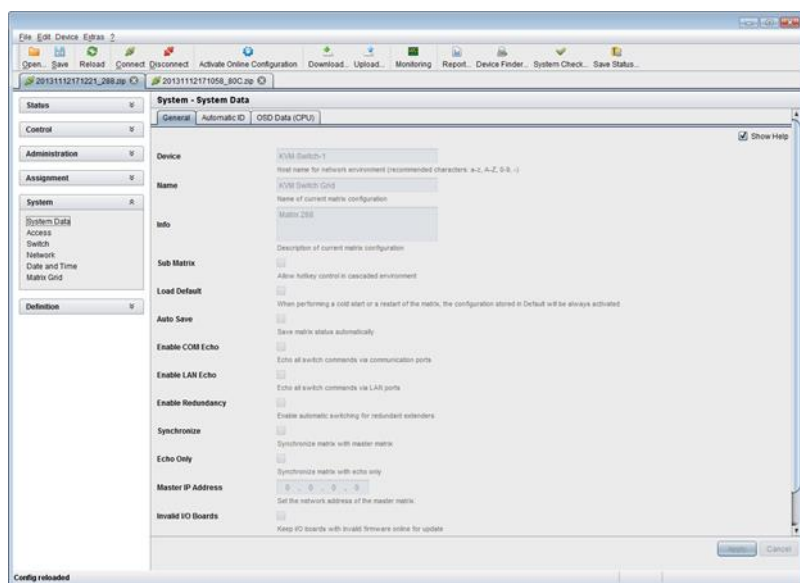 File Edit Device Extras ?
Open... Save Reload Connect Disconnect Activate Online Configuration Download... Upload... Monitoring Report... Device Finder... System Check... Save Status...
20131112171221_288.zip 20131112171058_80C.zip
Status
Control
Administration
Assignment
System
System Data
Access
Switch
Network
Date and Time
Matrix Grid
Definition
System - System Data
General Automatic ID OSD Data (CPU)
Show Help
Device KVM-Switch-1
Host name for network environment (recommended characters: a-z, A-Z, 0-9, -)
Name KVM Switch Grid
Name of current matrix configuration
Info Matrix 288
Description of current matrix configuration
Sub Matrix
Allow hotkey control in cascaded environment
Load Default
When performing a cold start or a restart of the matrix, the configuration stored in Default will be always activated
Auto Save
Save matrix status automatically
Enable COM Echo
Echo all switch commands via communication ports
Enable LAN Echo
Echo all switch commands via LAN ports
Enable Redundancy
Enable automatic switching for redundant extenders
Synchronize
Synchronize matrix with master matrix
Echo Only
Synchronize matrix with echo only
Master IP Address 0 . 0 . 0 . 0
Set the network address of the master matrix.
Invalid I/O Boards
Keep I/O boards with invalid firmware online for update
Apply Cancel
Config reloaded